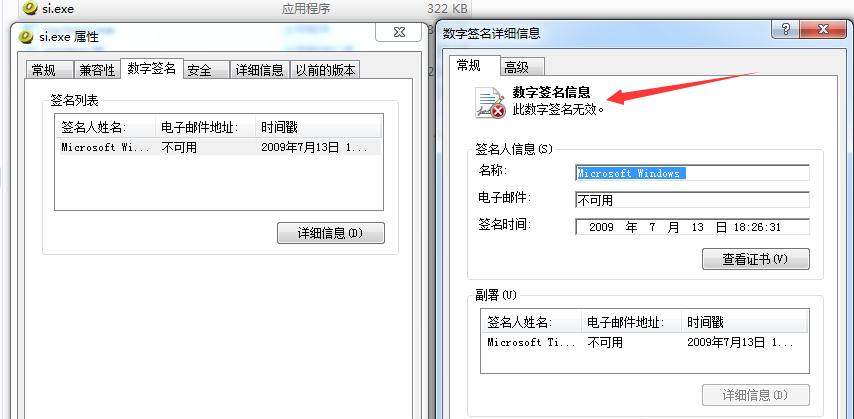 si.exe 应用程序 322 KB
si.exe 属性
常规 兼容性 数字签名 安全 详细信息 以前的版本
签名列表
签名人姓名: 电子邮件地址: 时间戳
Microsoft Wi... 不可用 2009年7月13日 1...
详细信息(D)
数字签名详细信息
常规 高级
数字签名信息
此数字签名无效。
签名人信息(S)
名称: Microsoft Windows
电子邮件: 不可用
签名时间: 2009 年 7 月 13 日 18:26:31
查看证书(V)
副署(U)
签名人姓名: 电子邮件地址: 时间戳
Microsoft Ti... 不可用 2009年7月13日 1...
详细信息(D)